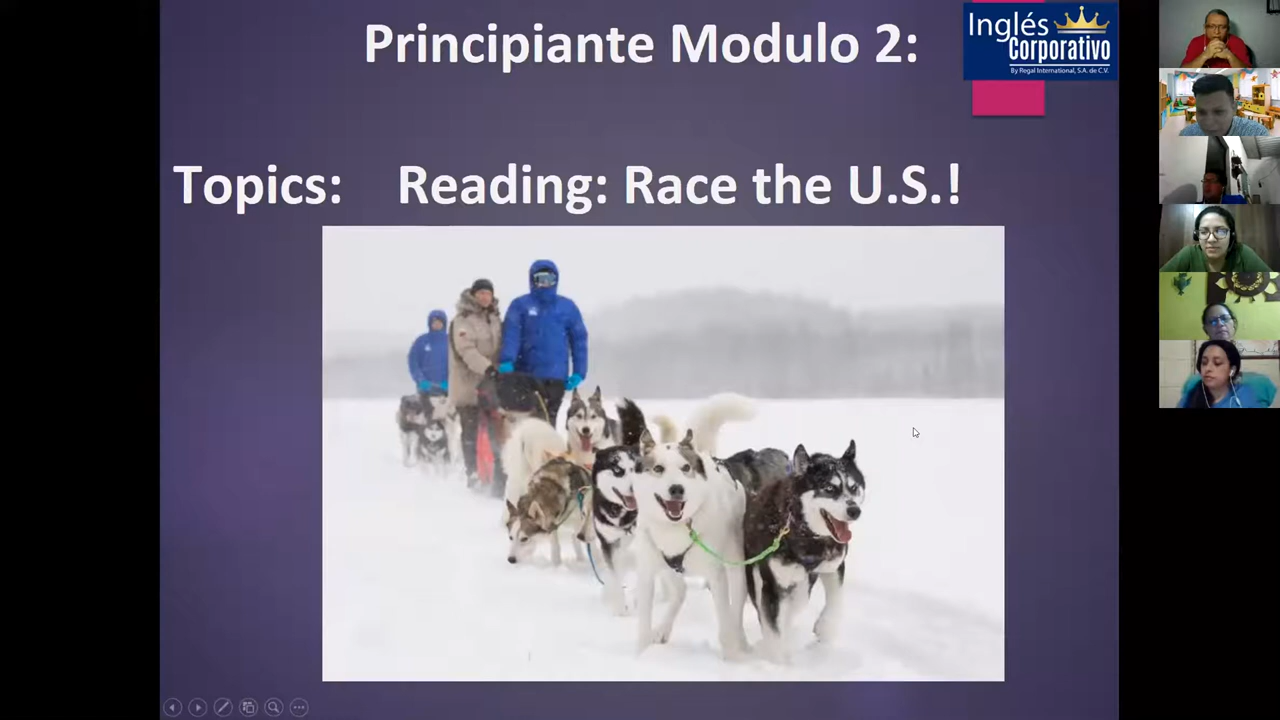 Principiante Modulo 2:
Inglés
Corporativo
By Regal International, S.A. de C.V.
Topics: Reading: Race the U.S.!